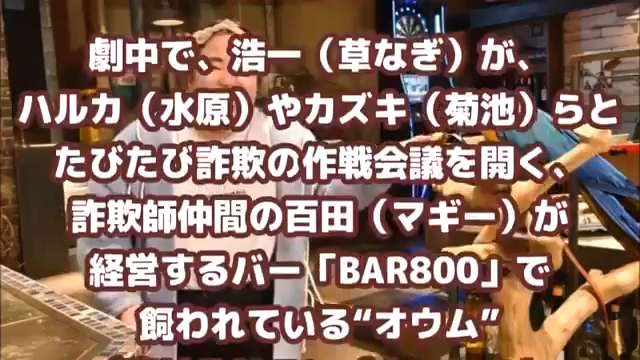 劇中で、浩一（草なぎ）が、
ハルカ（水原）やカズキ（菊池）らと
たびたび詐欺の作戦会議を開く、
詐欺師仲間の百田（マギー）が
経営するバー「BAR800」で
飼われている“オウム”